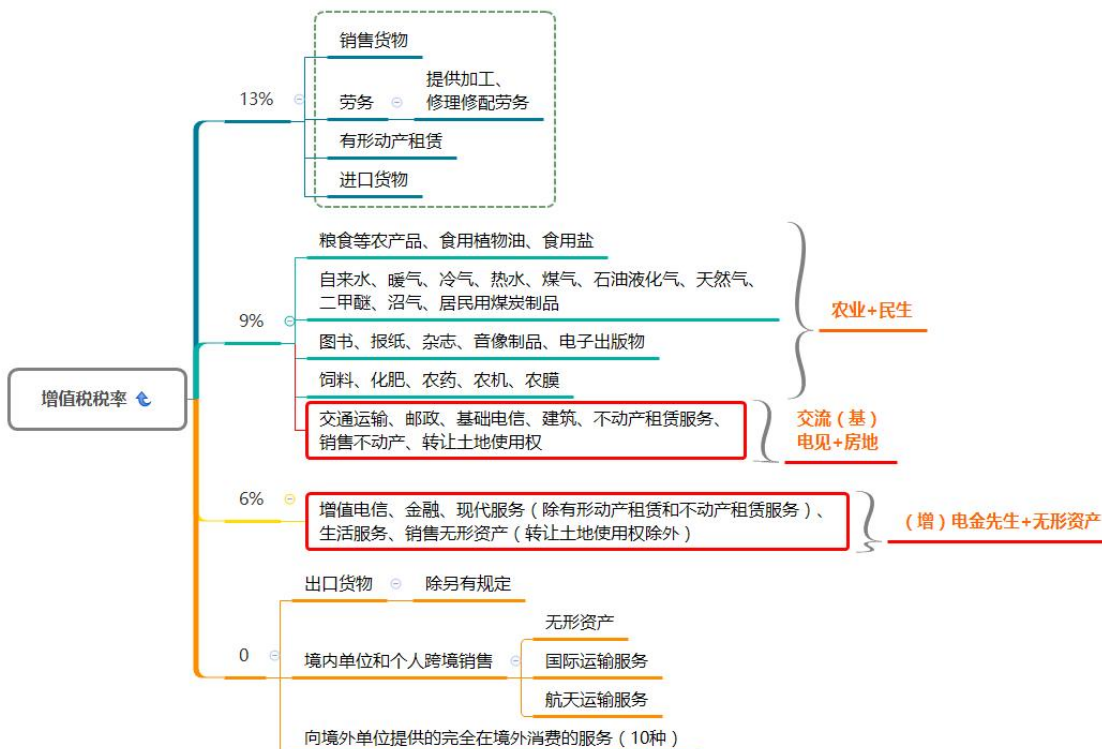 增值税税率
13%
销售货物
劳务
提供加工、
修理修配劳务
有形动产租赁
进口货物
9%
粮食等农产品、食用植物油、食用盐
自来水、暖气、冷气、热水、煤气、石油液化气、天然气、
二甲醚、沼气、居民用煤炭制品
图书、报纸、杂志、音像制品、电子出版物
饲料、化肥、农药、农机、农膜
农业+民生
交通运输、邮政、基础电信、建筑、不动产租赁服务、
销售不动产、转让土地使用权
交流（基）
电见+房地
6%
增值电信、金融、现代服务（除有形动产租赁和不动产租赁服务）、
生活服务、销售无形资产（转让土地使用权除外）
（增）电金先生+无形资产
0
出口货物
除另有规定
境内单位和个人跨境销售
无形资产
国际运输服务
航天运输服务
向境外单位提供的完全在境外消费的服务（10种）